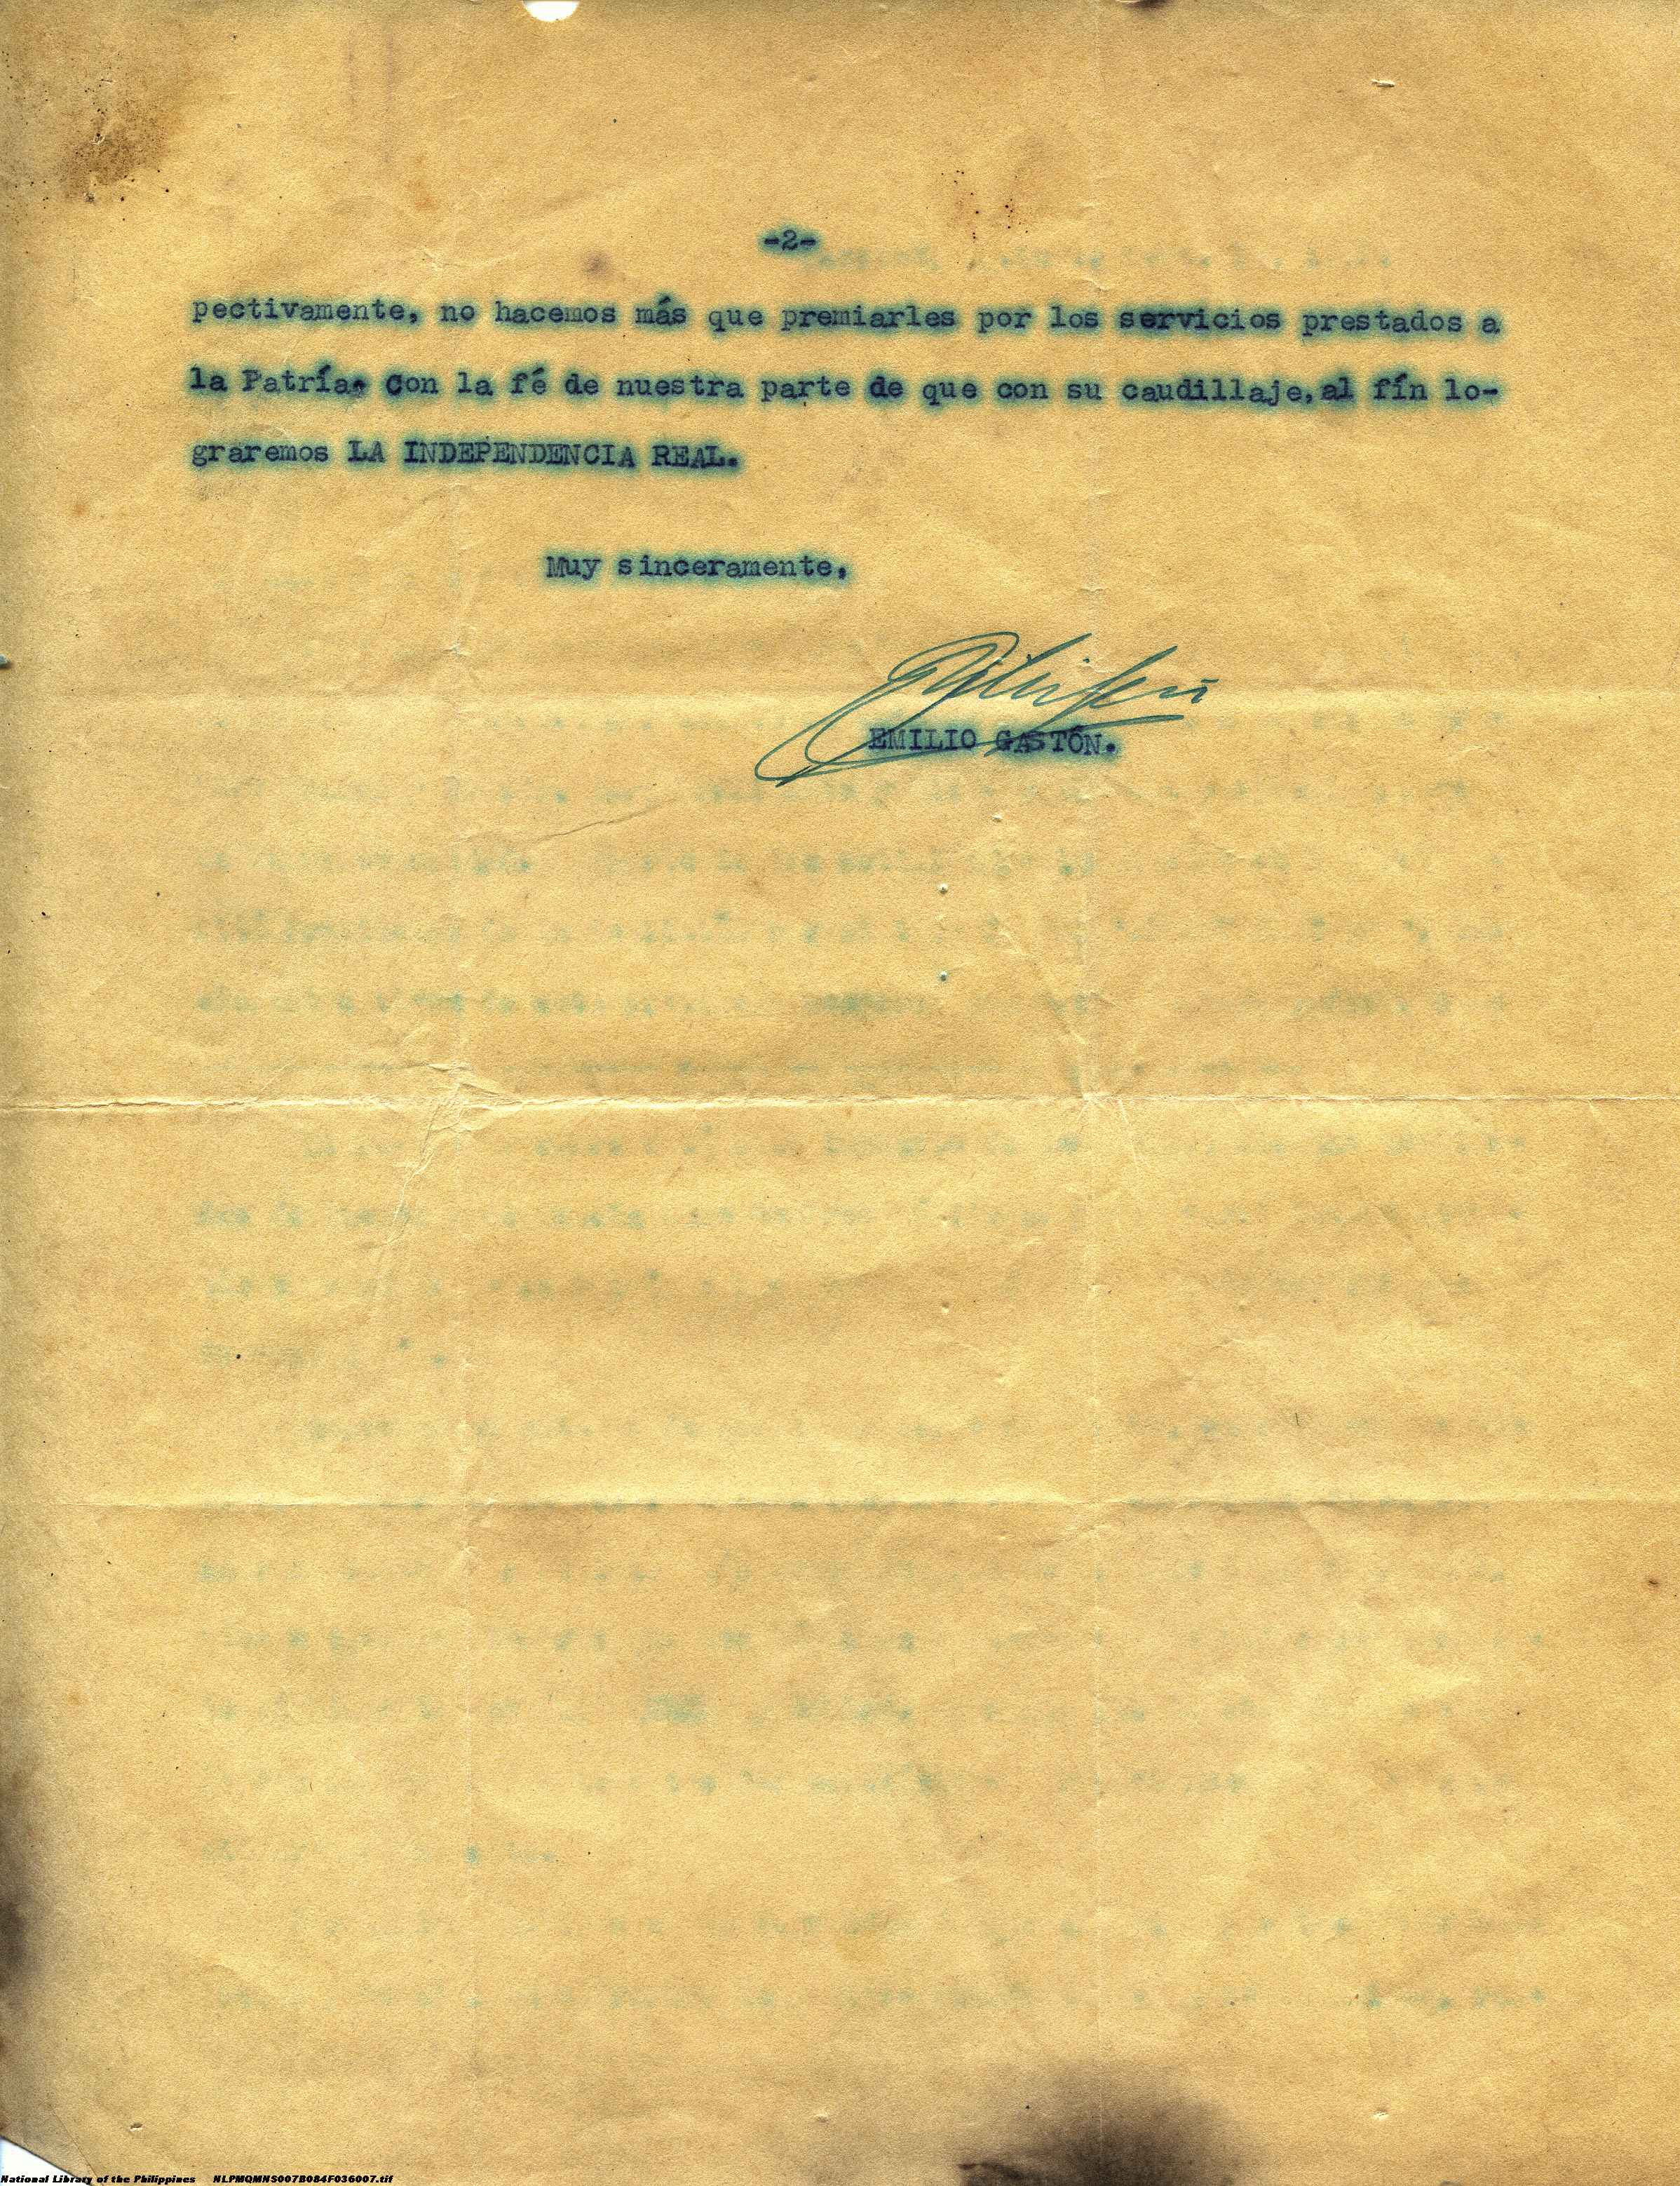 -2-
pectivamente, no hacemos más que premiarles por los servicios prestados a
la Patría. Con la fé de nuestra parte de que con su caudillaje, al fín lo-
graremos LA INDEPENDENCIA REAL.
Muy sinceramente,
EMILIO GASTÓN.
National Library of the Philippines NLPMQMNS007B084F036007.tif